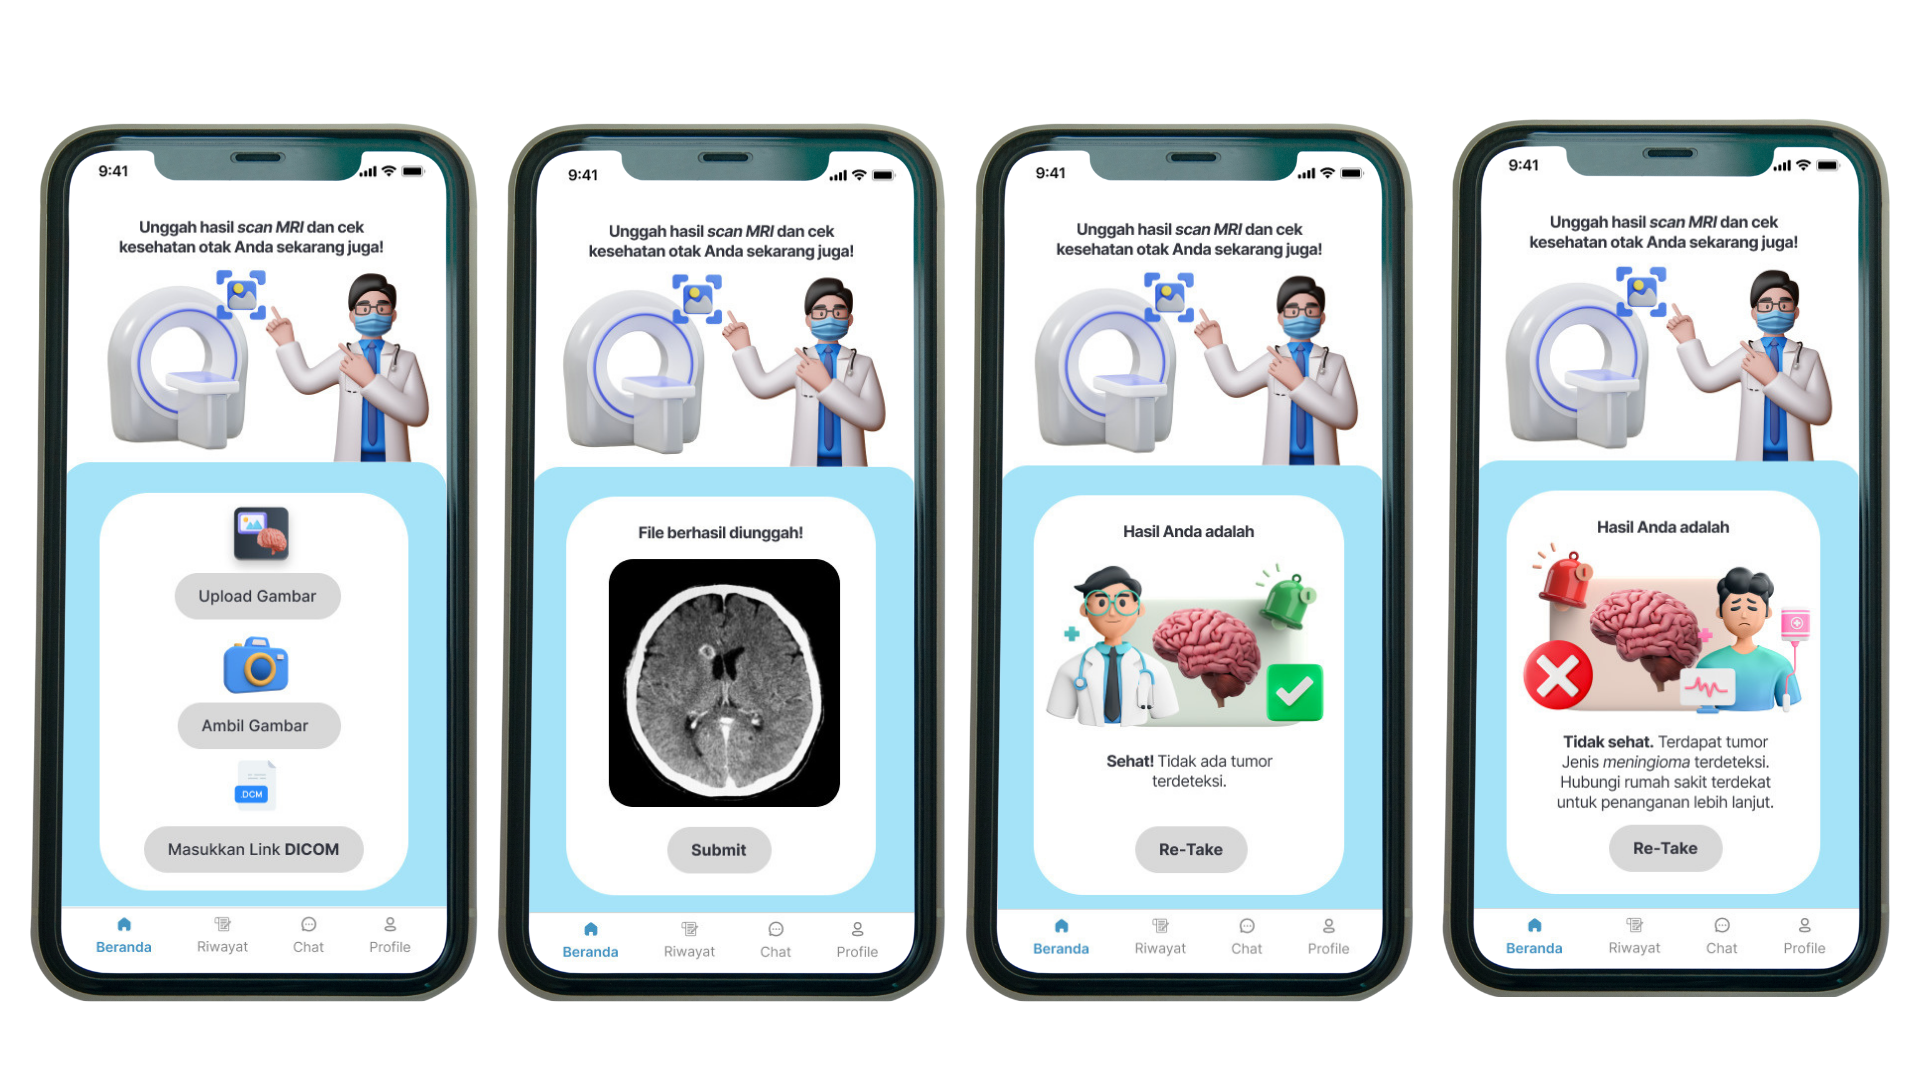 9:41
Unggah hasil scan MRI dan cek
kesehatan otak Anda sekarang juga!
Upload Gambar
Ambil Gambar
.DCM
Masukkan Link DICOM
Beranda
Riwayat
Chat
Profile
9:41
Unggah hasil scan MRI dan cek
kesehatan otak Anda sekarang juga!
File berhasil diunggah!
Submit
Beranda
Riwayat
Chat
Profile
9:41
Unggah hasil scan MRI dan cek
kesehatan otak Anda sekarang juga!
Hasil Anda adalah
Sehat! Tidak ada tumor
terdeteksi.
Re-Take
Beranda
Riwayat
Chat
Profile
9:41
Unggah hasil scan MRI dan cek
kesehatan otak Anda sekarang juga!
Hasil Anda adalah
Tidak sehat. Terdapat tumor
Jenis meningioma terdeteksi.
Hubungi rumah sakit terdekat
untuk penanganan lebih lanjut.
Re-Take
Beranda
Riwayat
Chat
Profile